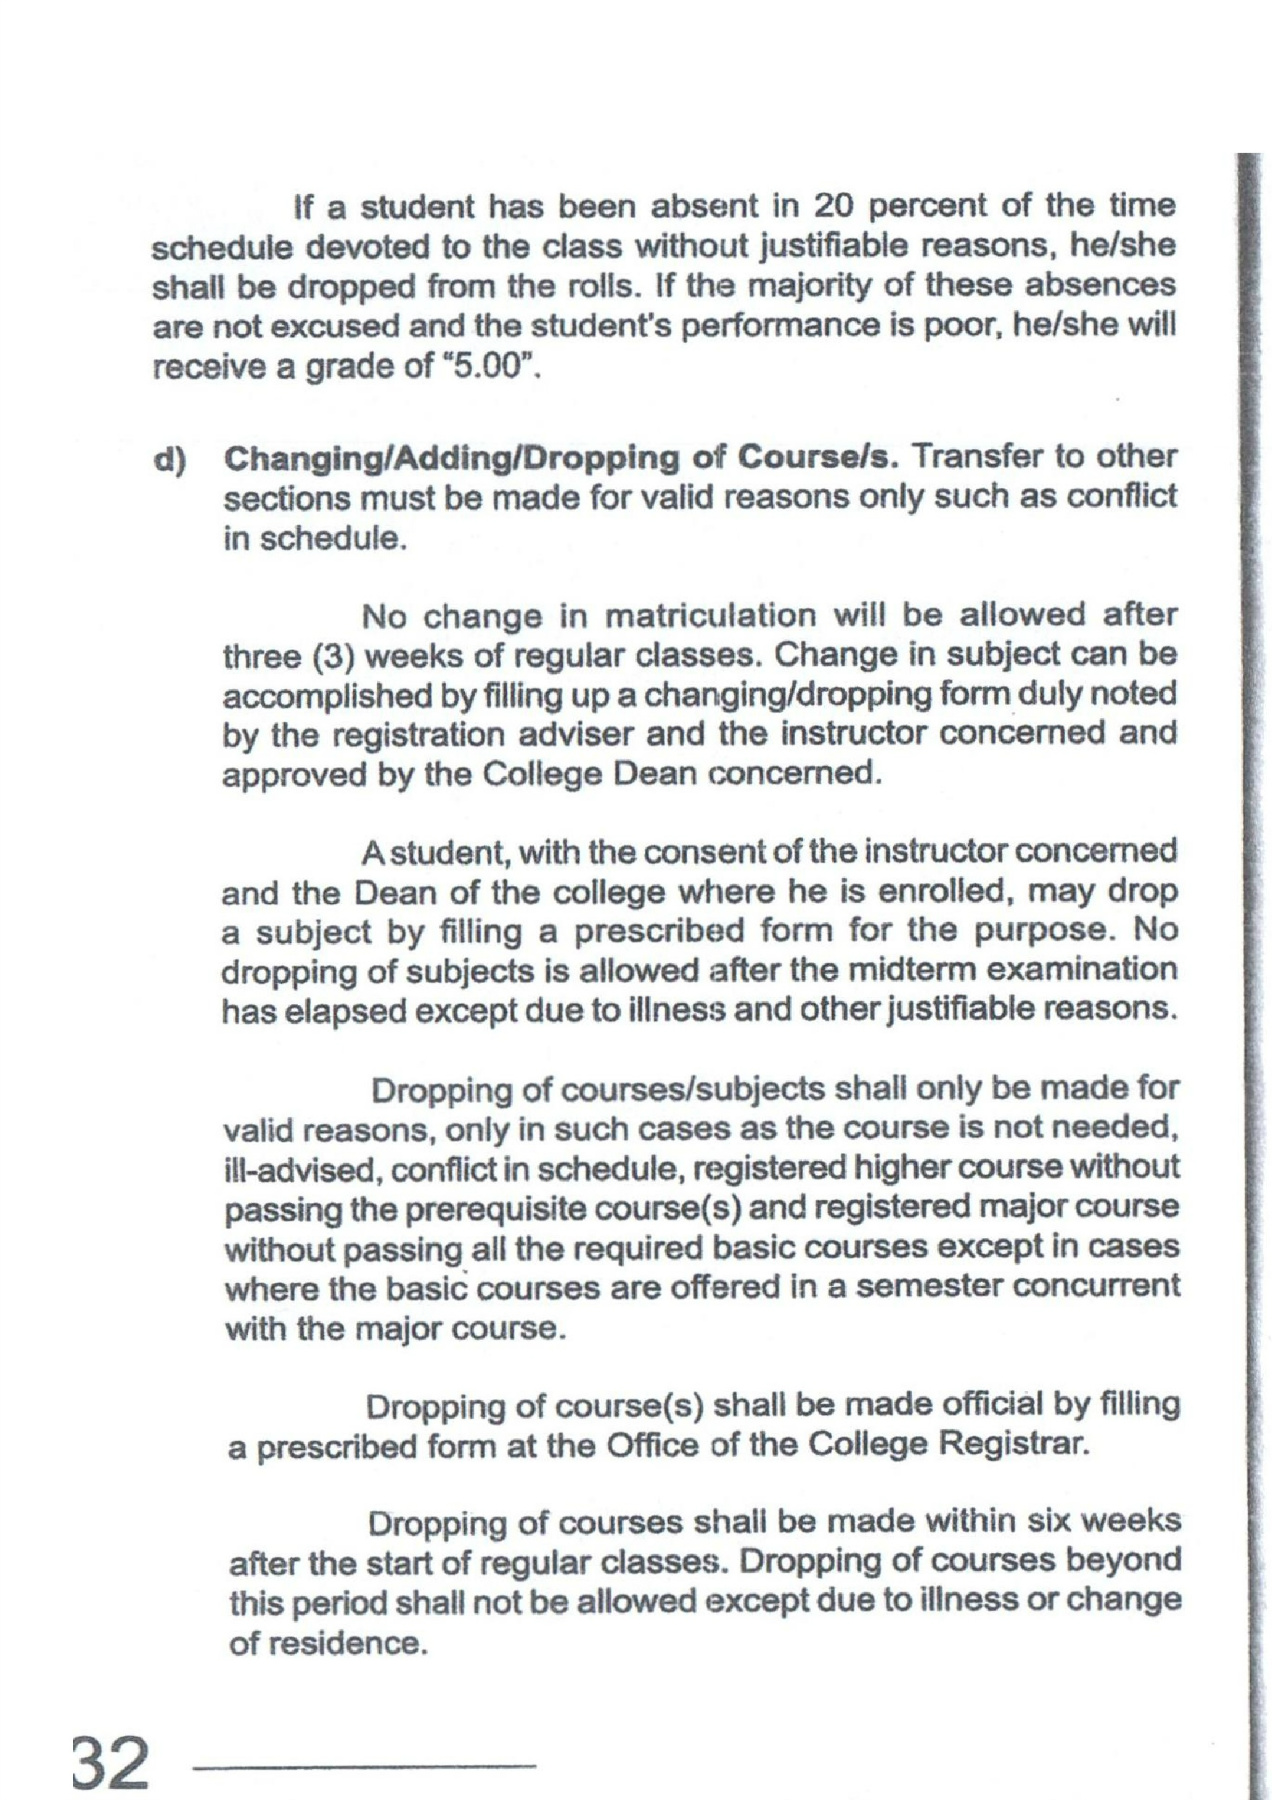 If a student has been absent in 20 percent of the time
schedule devoted to the class without justifiable reasons, he/she
shall be dropped from the rolls. If the majority of these absences
are not excused and the student's performance is poor, he/she will
receive a grade of “5.00”.
d) Changing/Adding/Dropping of Course/s. Transfer to other
sections must be made for valid reasons only such as conflict
in schedule.
No change in matriculation will be allowed after
three (3) weeks of regular classes. Change in subject can be
accomplished by filling up a changing/dropping form duly noted
by the registration adviser and the instructor concerned and
approved by the College Dean concerned.
A student, with the consent of the instructor concerned
and the Dean of the college where he is enrolled, may drop
a subject by filling a prescribed form for the purpose. No
dropping of subjects is allowed after the midterm examination
has elapsed except due to illness and other justifiable reasons.
Dropping of courses/subjects shall only be made for
valid reasons, only in such cases as the course is not needed,
ill-advised, conflict in schedule, registered higher course without
passing the prerequisite course(s) and registered major course
without passing all the required basic courses except in cases
where the basic courses are offered in a semester concurrent
with the major course.
Dropping of course(s) shall be made official by filling
a prescribed form at the Office of the College Registrar.
Dropping of courses shall be made within six weeks
after the start of regular classes. Dropping of courses beyond
this period shall not be allowed except due to illness or change
of residence.
32